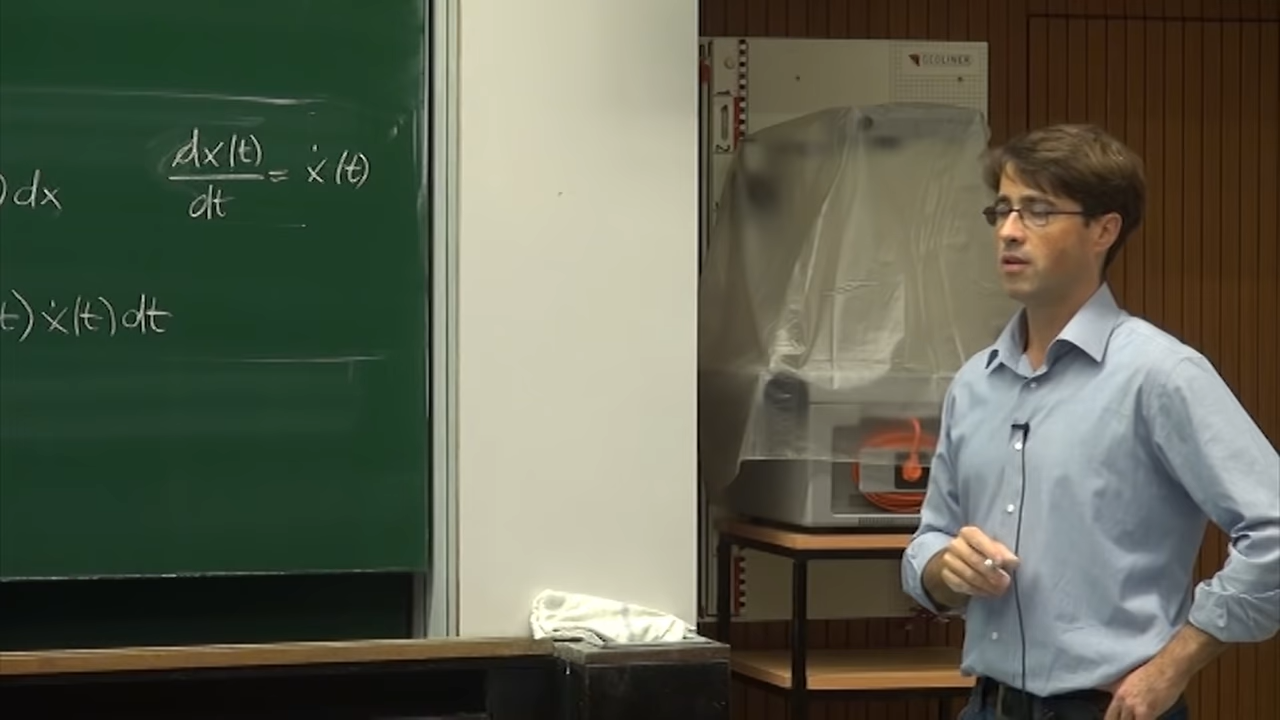 )dx
dx(t)/dt = ẋ(t)
t) ẋ(t) dt
GEOLINER